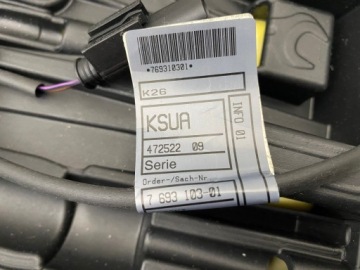 *769310301*
K26
INFO 01
KSUA
472522 09
Serie
Order-/Sach-Nr.
7 693 103-01